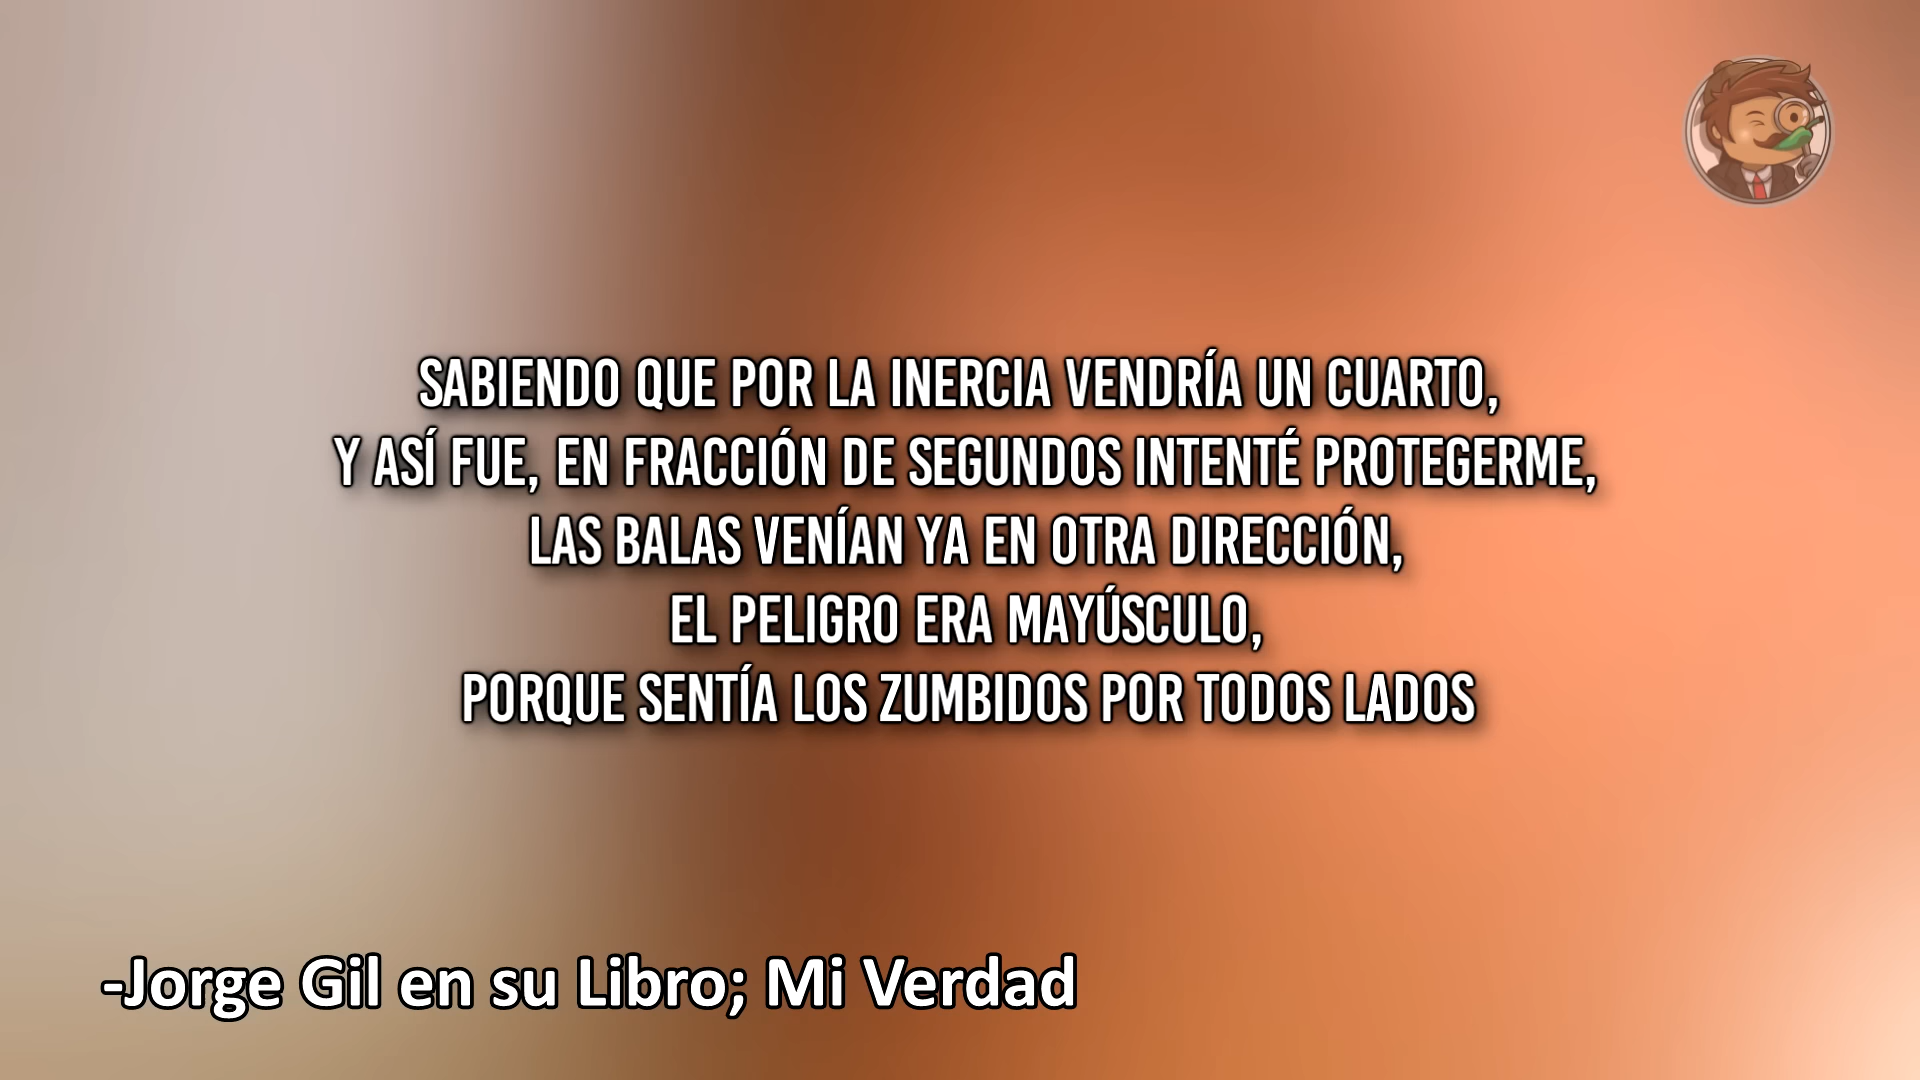 SABIENDO QUE POR LA INERCIA VENDRÍA UN CUARTO,
Y ASÍ FUE, EN FRACCIÓN DE SEGUNDOS INTENTÉ PROTEGERME,
LAS BALAS VENÍAN YA EN OTRA DIRECCIÓN,
EL PELIGRO ERA MAYÚSCULO,
PORQUE SENTÍA LOS ZUMBIDOS POR TODOS LADOS
-Jorge Gil en su Libro; Mi Verdad